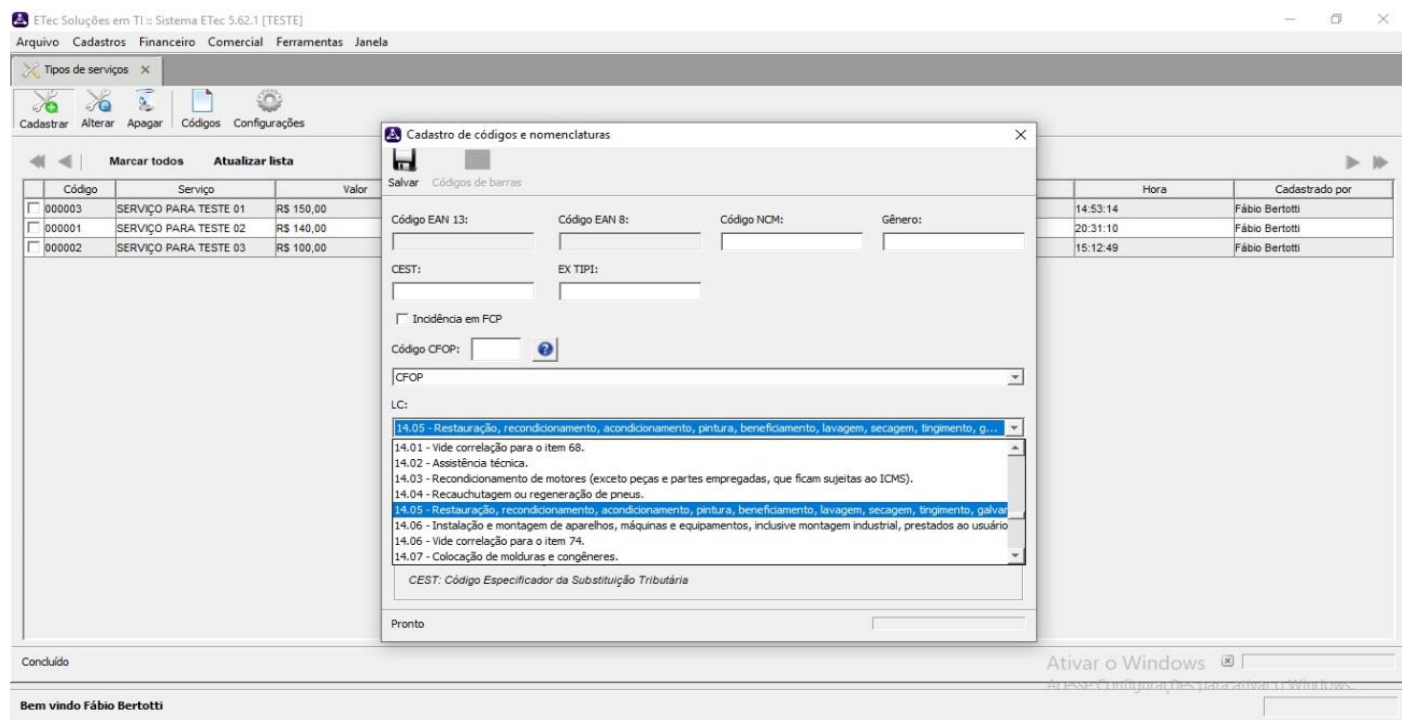 ETec Soluções em TI :: Sistema ETec 5.62.1 [TESTE]
Arquivo Cadastros Financeiro Comercial Ferramentas Janela
Tipos de serviços
Cadastrar Alterar Apagar Códigos Configurações
Marcar todos Atualizar lista
Código Serviço Valor Hora Cadastrado por
000003 SERVIÇO PARA TESTE 01 R$ 150,00 14:53:14 Fábio Bertotti
000001 SERVIÇO PARA TESTE 02 R$ 140,00 20:31:10 Fábio Bertotti
000002 SERVIÇO PARA TESTE 03 R$ 100,00 15:12:49 Fábio Bertotti
Cadastro de códigos e nomenclaturas
Salvar Códigos de barras
Código EAN 13: Código EAN 8: Código NCM: Gênero:
CEST: EX TIPI:
Incidência em FCP
Código CFOP:
CFOP
LC:
14.05 - Restauração, recondicionamento, acondicionamento, pintura, beneficiamento, lavagem, secagem, tingimento, g...
14.01 - Vide correlação para o item 68.
14.02 - Assistência técnica.
14.03 - Recondicionamento de motores (exceto peças e partes empregadas, que ficam sujeitas ao ICMS).
14.04 - Recauchutagem ou regeneração de pneus.
14.05 - Restauração, recondicionamento, acondicionamento, pintura, beneficiamento, lavagem, secagem, tingimento, galvan
14.06 - Instalação e montagem de aparelhos, máquinas e equipamentos, inclusive montagem industrial, prestados ao usuário
14.06 - Vide correlação para o item 74.
14.07 - Colocação de molduras e congêneres.
CEST: Código Especificador da Substituição Tributária
Pronto
Concluído
Ativar o Windows
Acesse Configurações para ativar o Windows.
Bem vindo Fábio Bertotti